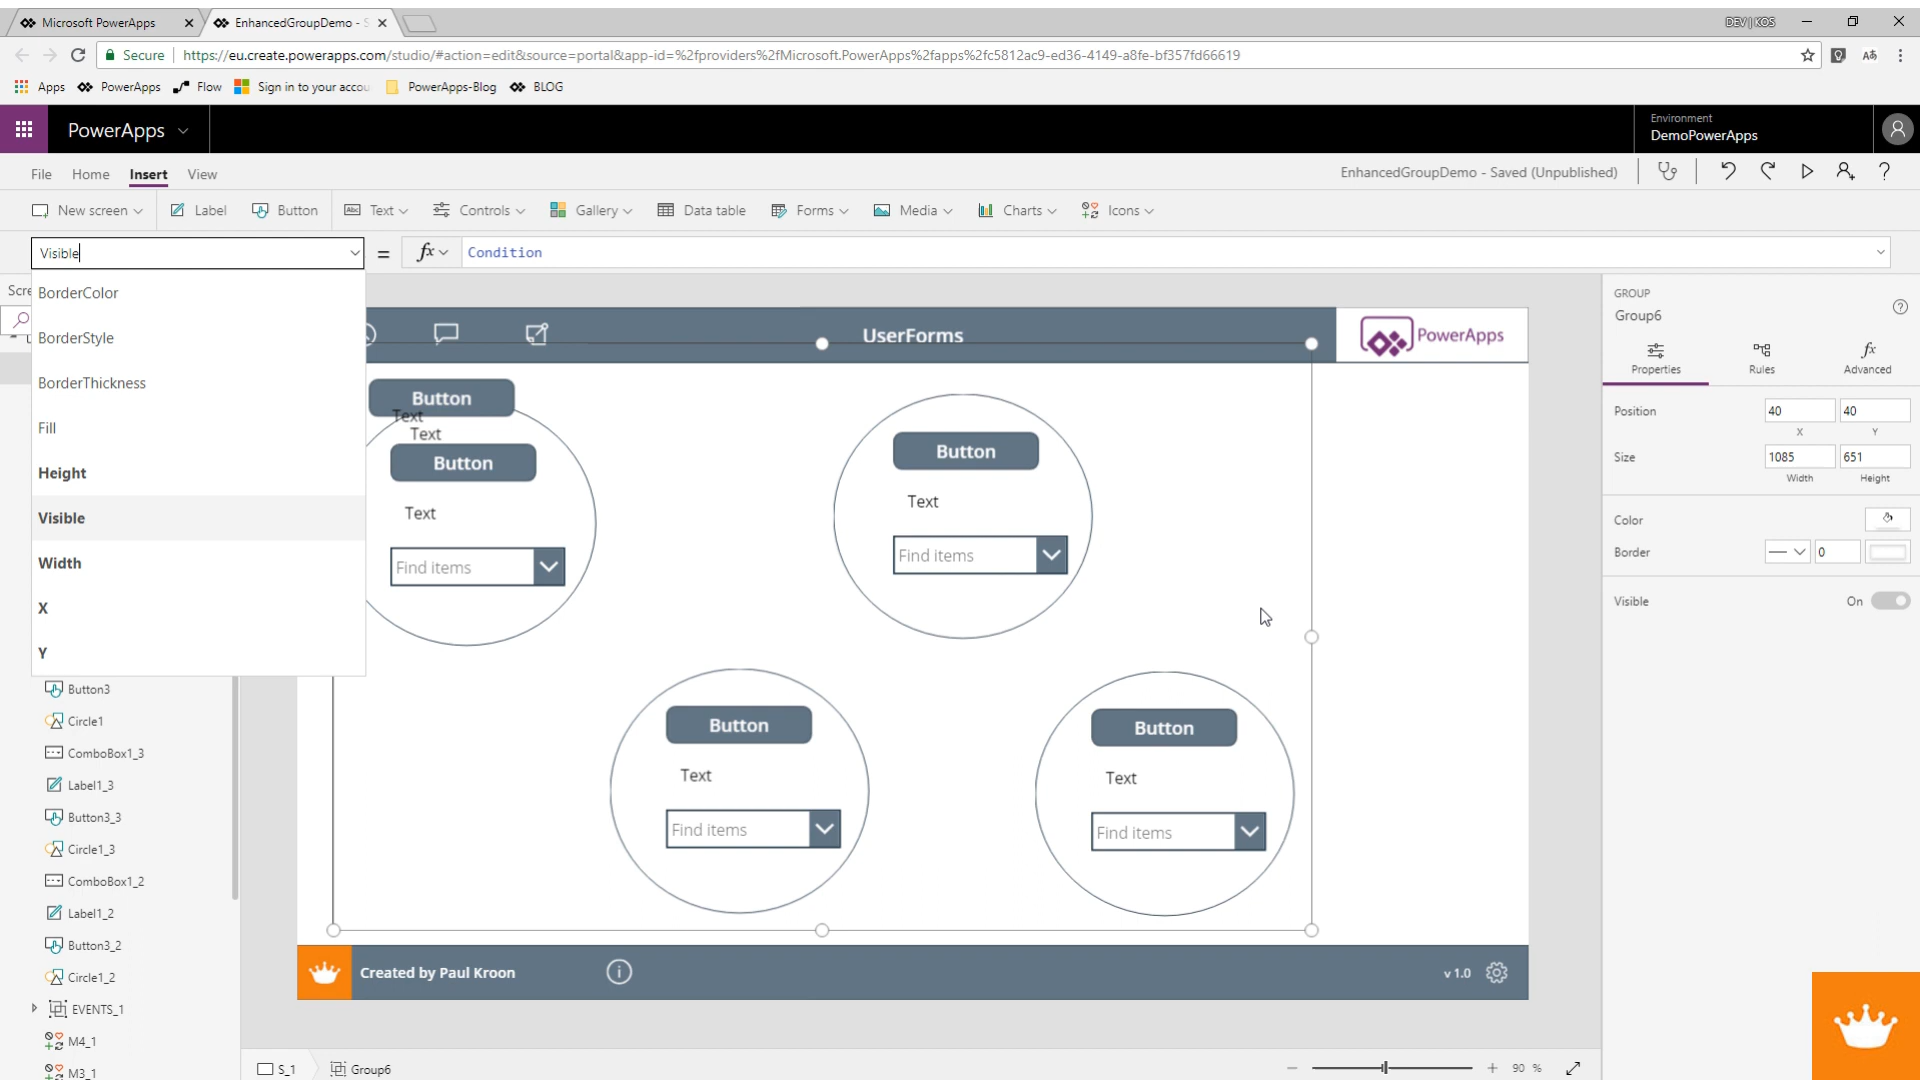 Microsoft PowerApps
EnhancedGroupDemo - S
DEV|KOS
Secure
https://eu.create.powerapps.com/studio/#action=edit&source=portal&app-id=%2fproviders%2fMicrosoft.PowerApps%2fapps%2fc5812ac9-ed36-4149-a8fe-bf357fd66619
Apps PowerApps Flow Sign in to your accou PowerApps-Blog BLOG
PowerApps
Environment
DemoPowerApps
File Home Insert View
EnhancedGroupDemo - Saved (Unpublished)
New screen Label Button Text Controls Gallery Data table Forms Media Charts Icons
Visible = fx Condition
Scre
BorderColor
BorderStyle
BorderThickness
Fill
Height
Visible
Width
X
Y
Button3
Circle1
ComboBox1_3
Label1_3
Button3_3
Circle1_3
ComboBox1_2
Label1_2
Button3_2
Circle1_2
EVENTS_1
M4_1
M3_1
UserForms
PowerApps
Button
Text
Text
Button
Text
Find items
Button
Text
Find items
Button
Text
Find items
Button
Text
Find items
Created by Paul Kroon
v 1.0
S_1 Group6
90 %
GROUP
Group6
Properties Rules Advanced
Position 40 40
X Y
Size 1085 651
Width Height
Color
Border 0
Visible On